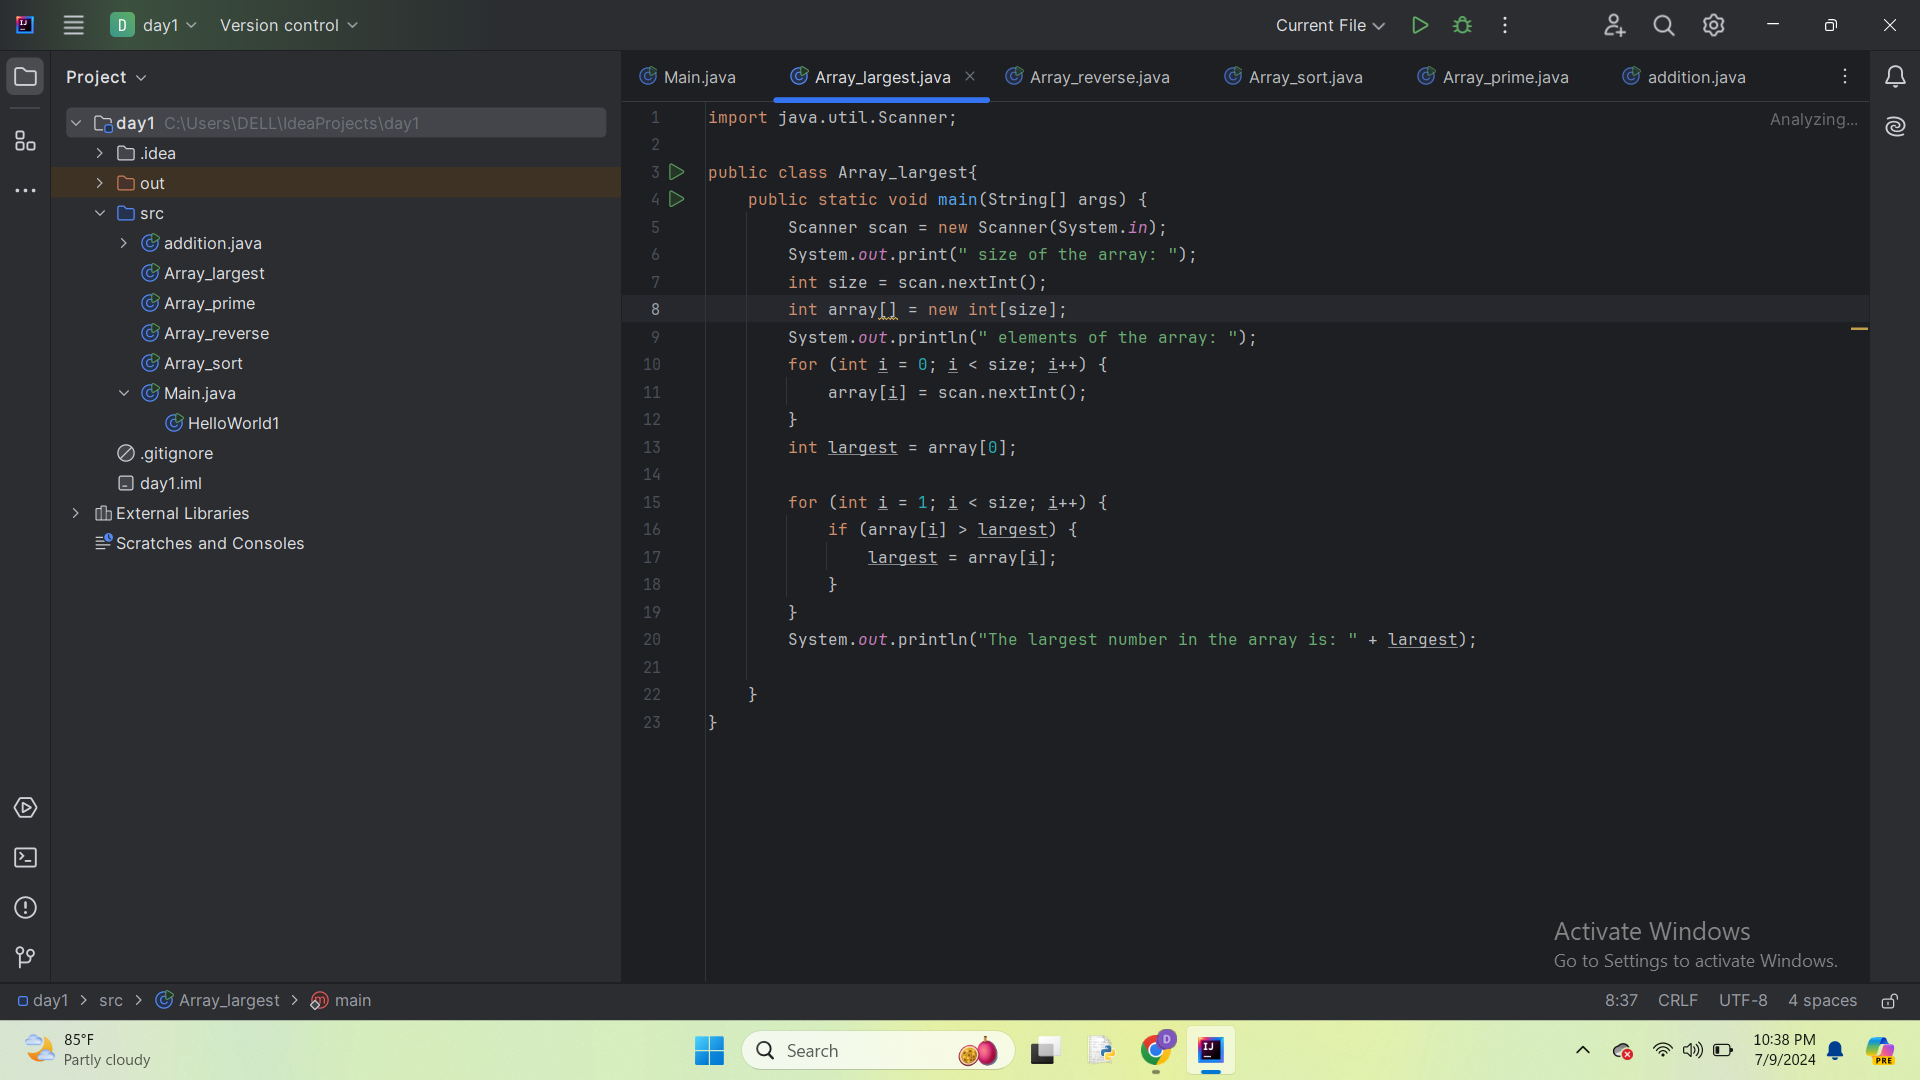 day1
Version control
Current File
Project
Main.java
Array_largest.java
Array_reverse.java
Array_sort.java
Array_prime.java
addition.java
day1 C:\Users\DELL\IdeaProjects\day1
.idea
out
src
addition.java
Array_largest
Array_prime
Array_reverse
Array_sort
Main.java
HelloWorld1
.gitignore
day1.iml
External Libraries
Scratches and Consoles
Analyzing...
1 import java.util.Scanner;
2
3 public class Array_largest{
4 public static void main(String[] args) {
5 Scanner scan = new Scanner(System.in);
6 System.out.print(" size of the array: ");
7 int size = scan.nextInt();
8 int array[] = new int[size];
9 System.out.println(" elements of the array: ");
10 for (int i = 0; i < size; i++) {
11 array[i] = scan.nextInt();
12 }
13 int largest = array[0];
14
15 for (int i = 1; i < size; i++) {
16 if (array[i] > largest) {
17 largest = array[i];
18 }
19 }
20 System.out.println("The largest number in the array is: " + largest);
21
22 }
23 }
Activate Windows
Go to Settings to activate Windows.
day1 > src > Array_largest > main
8:37 CRLF UTF-8 4 spaces
85°F
Partly cloudy
Search
10:38 PM
7/9/2024